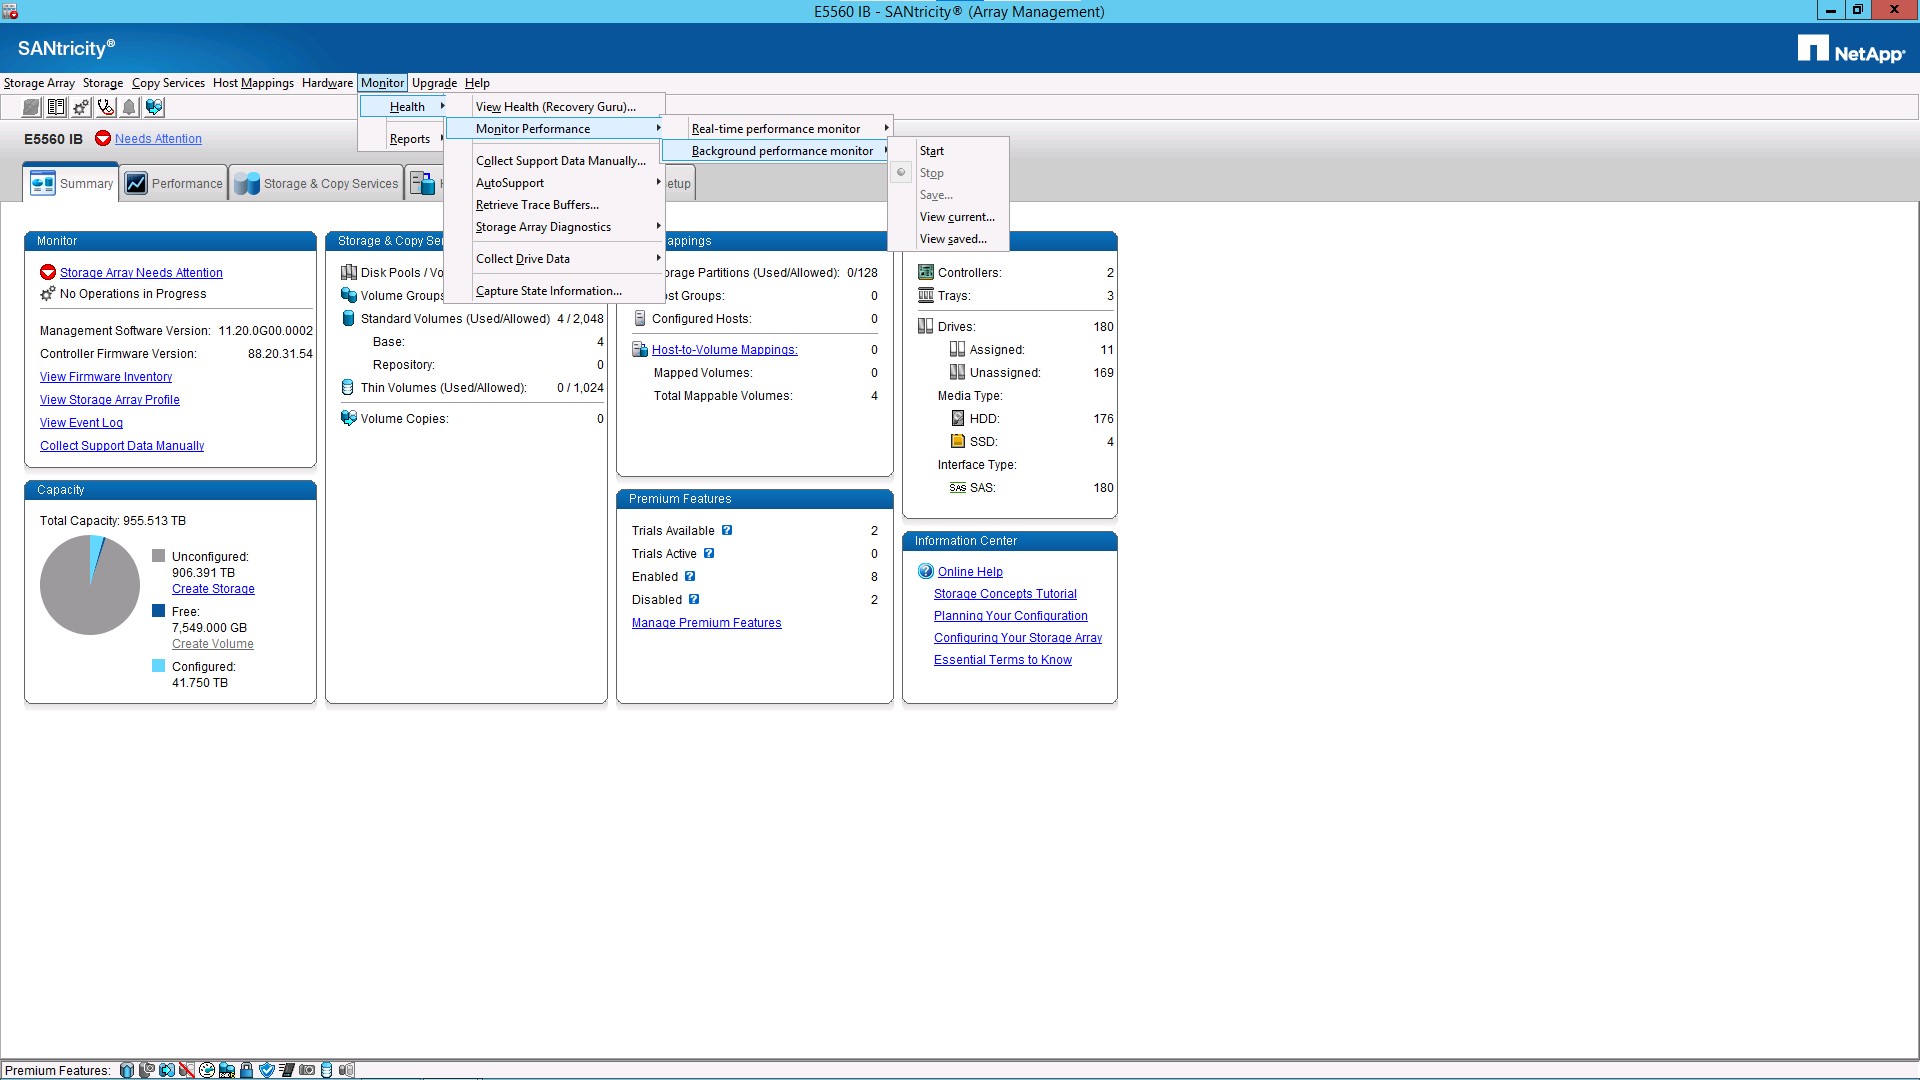 E5560 IB - SANtricity® (Array Management)
SANtricity®
NetApp®
Storage Array Storage Copy Services Host Mappings Hardware Monitor Upgrade Help
Health
Reports
View Health (Recovery Guru)...
Monitor Performance
Collect Support Data Manually...
AutoSupport
Retrieve Trace Buffers...
Storage Array Diagnostics
Collect Drive Data
Capture State Information...
Real-time performance monitor
Background performance monitor
Start
Stop
Save...
View current...
View saved...
E5560 IB Needs Attention
Summary Performance Storage & Copy Services H etup
Monitor
Storage Array Needs Attention
No Operations in Progress
Management Software Version: 11.20.0G00.0002
Controller Firmware Version: 88.20.31.54
View Firmware Inventory
View Storage Array Profile
View Event Log
Collect Support Data Manually
Capacity
Total Capacity: 955.513 TB
Unconfigured:
906.391 TB
Create Storage
Free:
7,549.000 GB
Create Volume
Configured:
41.750 TB
Storage & Copy Ser
Disk Pools / Vo
Volume Groups
Standard Volumes (Used/Allowed) 4 / 2,048
Base: 4
Repository: 0
Thin Volumes (Used/Allowed): 0 / 1,024
Volume Copies: 0
appings
orage Partitions (Used/Allowed): 0/128
ost Groups: 0
Configured Hosts: 0
Host-to-Volume Mappings: 0
Mapped Volumes: 0
Total Mappable Volumes: 4
Premium Features
Trials Available ? 2
Trials Active ? 0
Enabled ? 8
Disabled ? 2
Manage Premium Features
Controllers: 2
Trays: 3
Drives: 180
Assigned: 11
Unassigned: 169
Media Type:
HDD: 176
SSD: 4
Interface Type:
SAS SAS: 180
Information Center
? Online Help
Storage Concepts Tutorial
Planning Your Configuration
Configuring Your Storage Array
Essential Terms to Know
Premium Features: